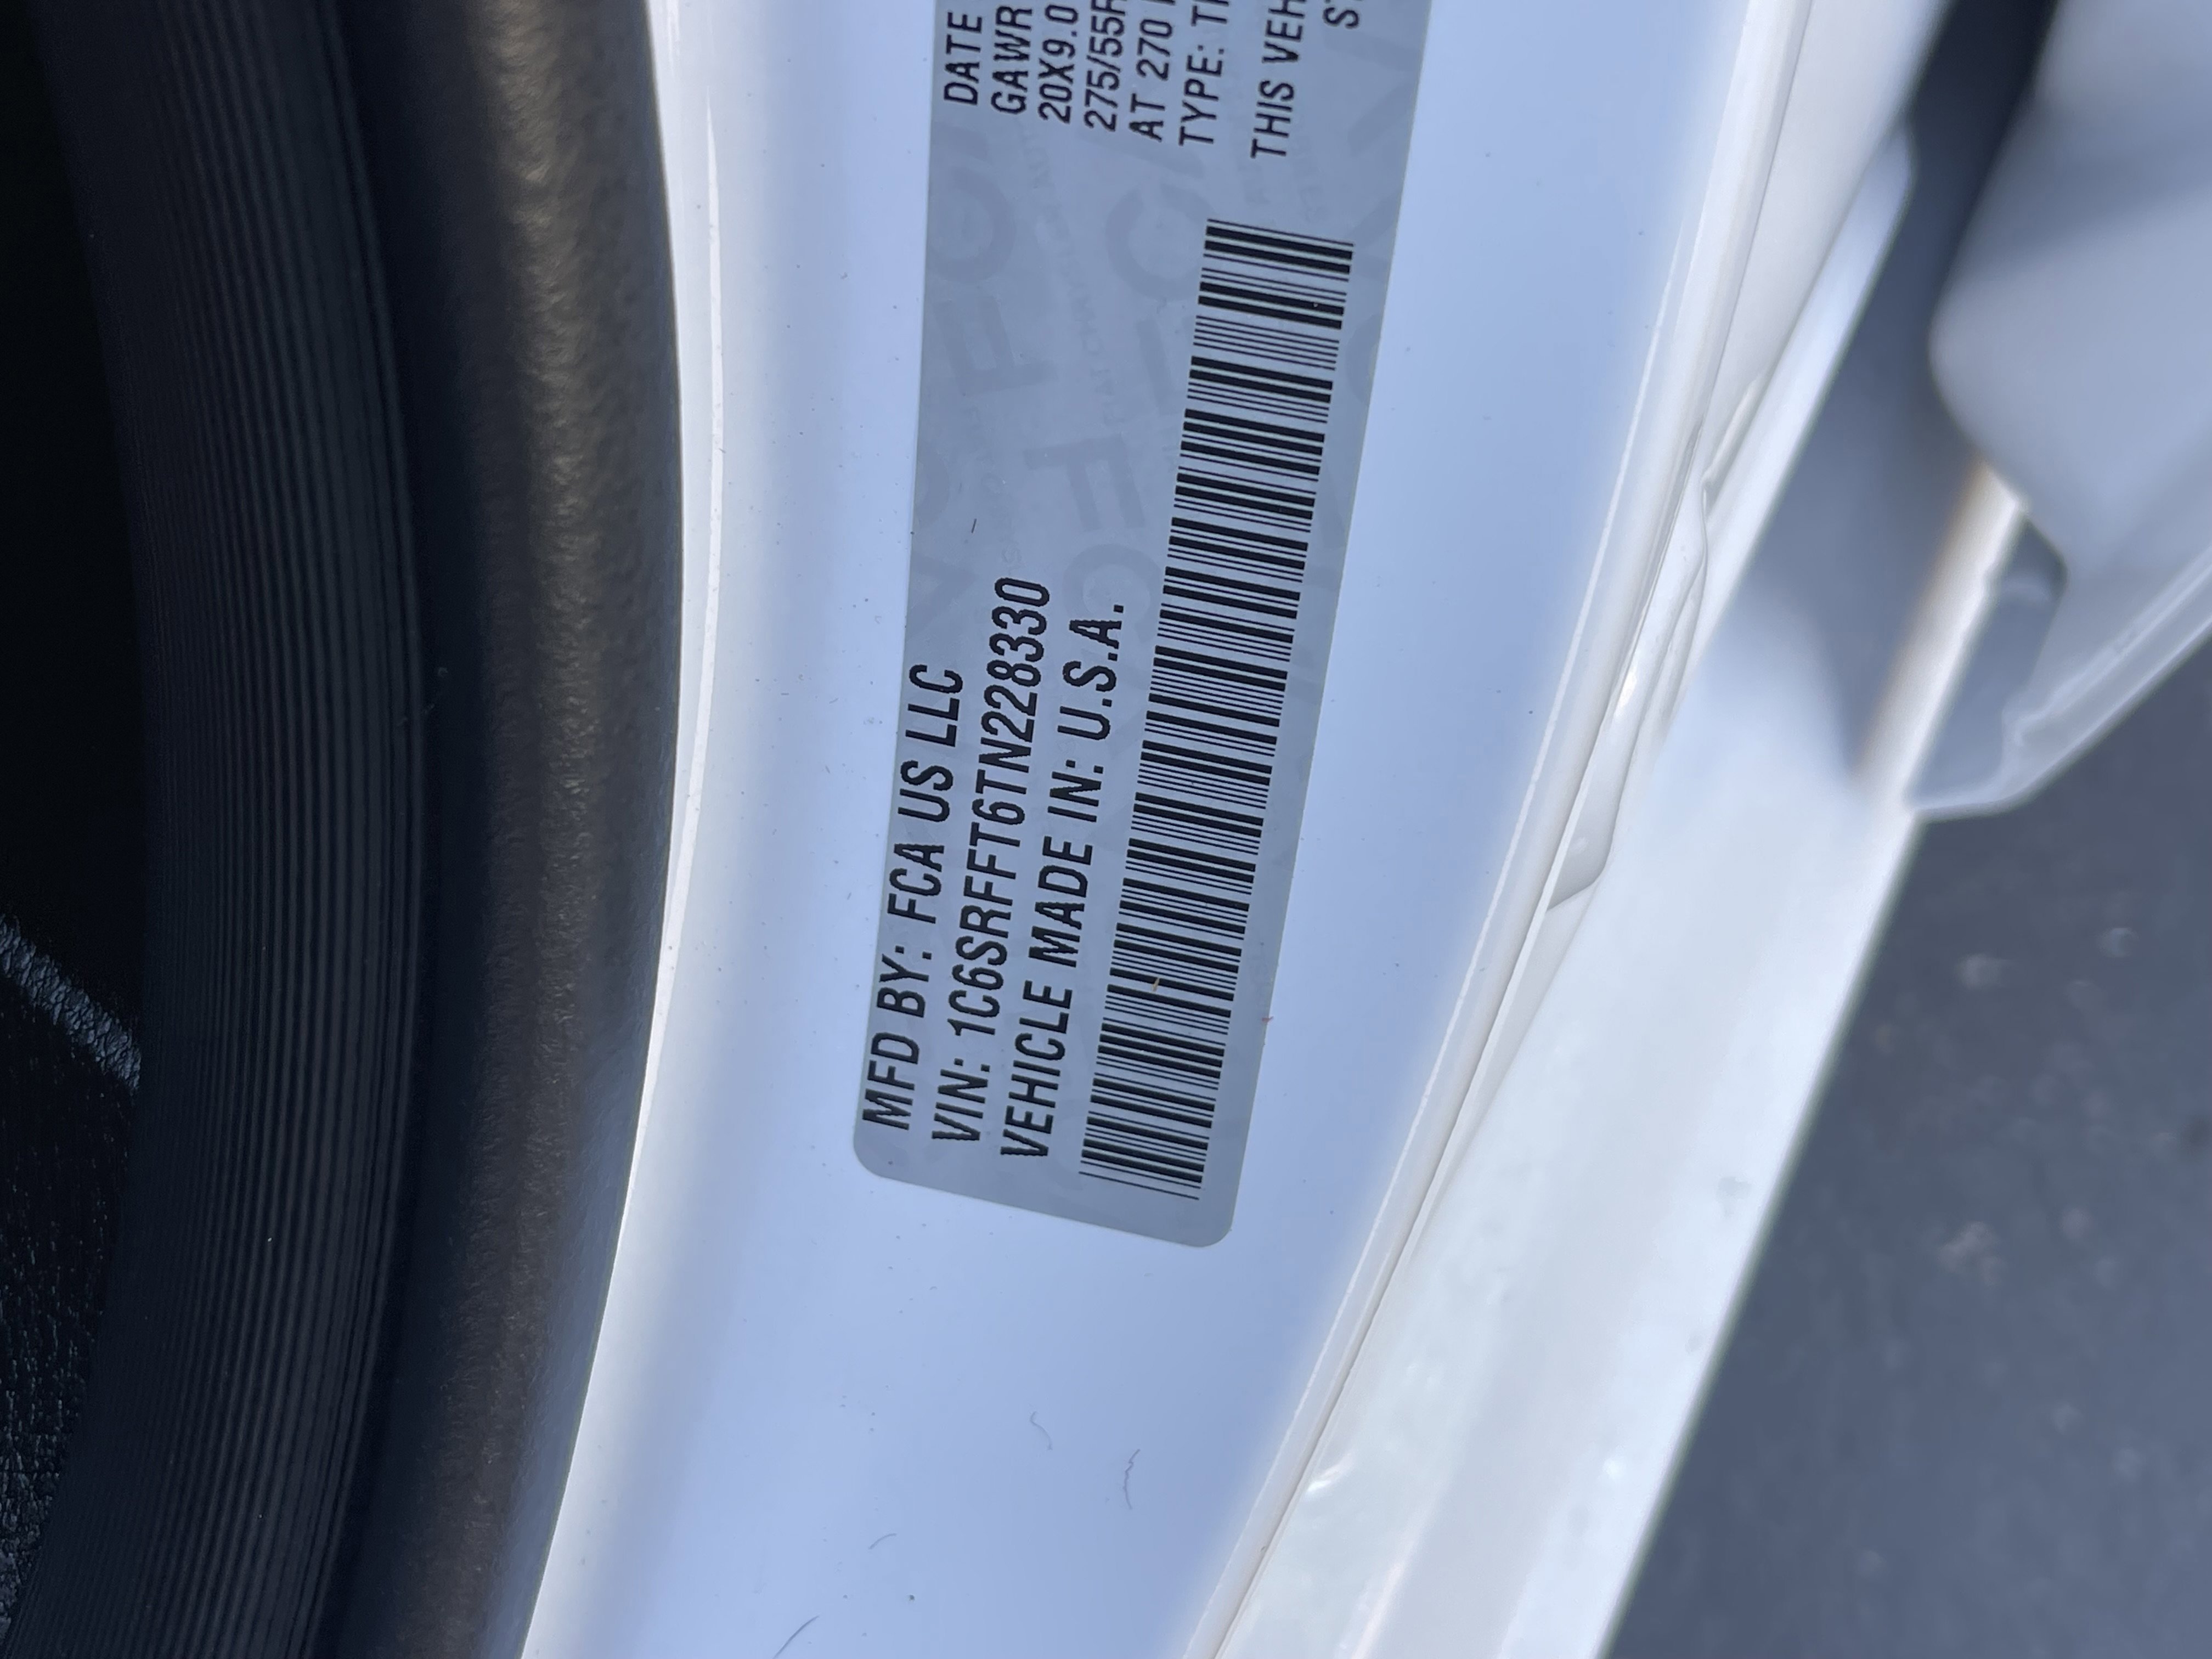 MFD BY: FCA US LLC
VIN: 1C6SRFFT6TN228330
VEHICLE MADE IN: U.S.A.
DATE
GAWR
20X9.0
275/55R
AT 270
TYPE:
THIS